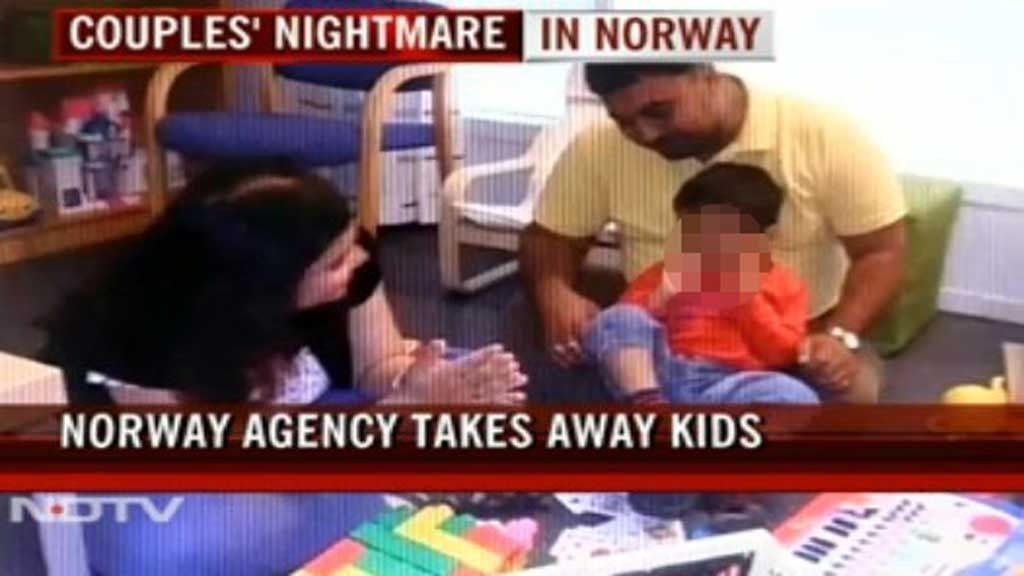 COUPLES' NIGHTMARE IN NORWAY
NORWAY AGENCY TAKES AWAY KIDS
NDTV